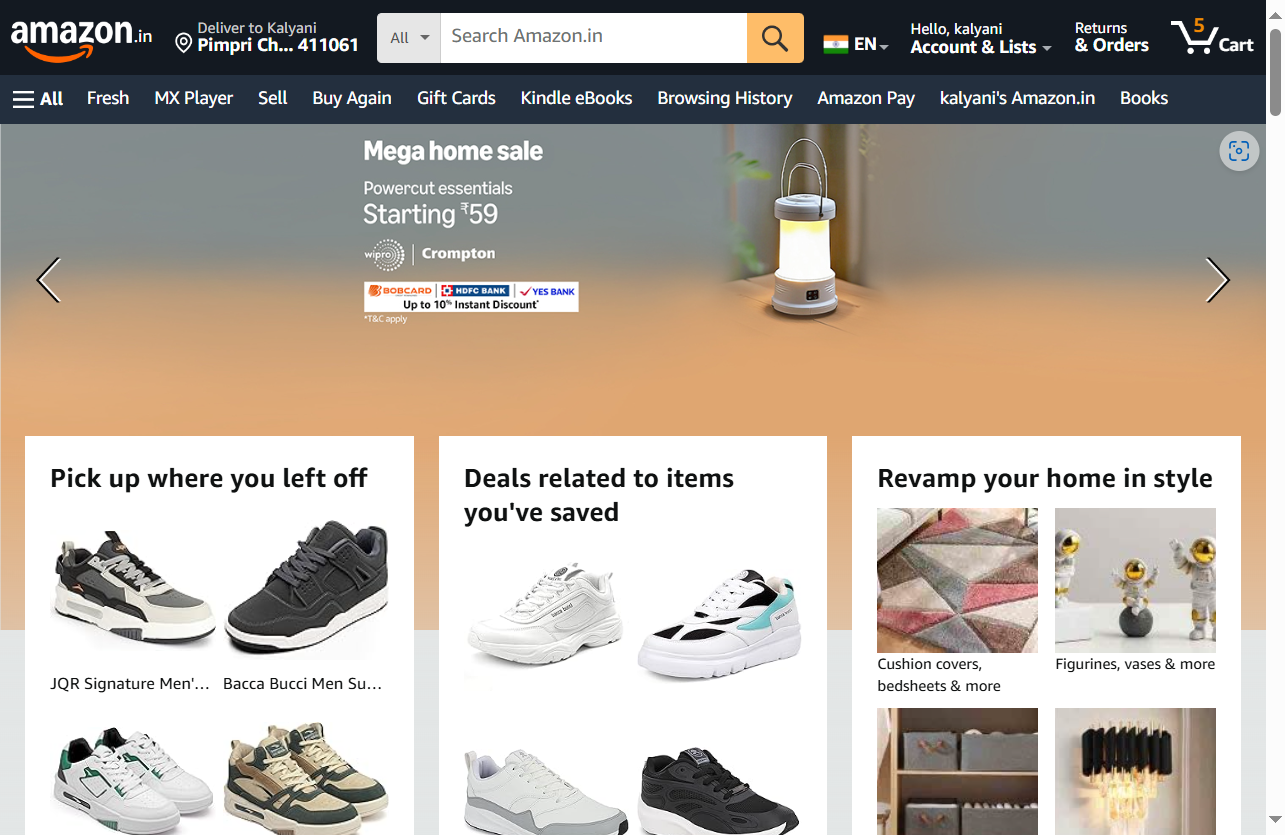 amazon.in
Deliver to Kalyani
Pimpri Ch... 411061
All
Search Amazon.in
EN
Hello, kalyani
Account & Lists
Returns
& Orders
5
Cart
All
Fresh
MX Player
Sell
Buy Again
Gift Cards
Kindle eBooks
Browsing History
Amazon Pay
kalyani's Amazon.in
Books
Mega home sale
Powercut essentials
Starting ₹59
wipro | Crompton
BOBCARD | HDFC BANK | YES BANK
Up to 10% Instant Discount*
*T&C apply
Pick up where you left off
JQR Signature Men'...
Bacca Bucci Men Su...
Deals related to items
you've saved
Revamp your home in style
Cushion covers,
bedsheets & more
Figurines, vases & more